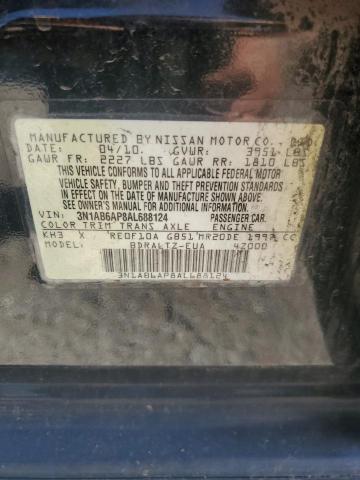 MANUFACTURED BY NISSAN MOTOR CO.,
DATE: 04/10. GVWR: 3951 LBS
GAWR FR: 2227 LBS GAWR RR: 1810 LBS
THIS VEHICLE CONFORMS TO ALL APPLICABLE FEDERAL MOTOR
VEHICLE SAFETY, BUMPER AND THEFT PREVENTION STANDARDS
IN EFFECT ON THE DATE OF MANUFACTURE SHOWN ABOVE.
SEE OWNER'S MANUAL FOR ADDITIONAL INFORMATION.
VIN: 3N1AB6AP8AL688124 PASSENGER CAR.
COLOR TRIM TRANS AXLE ENGINE
KH3 X RE0F10A GB51 MR20DE 1997 CC
MODEL: BDRALTZ-EUA 4Z000
3N1AB6AP8AL688124